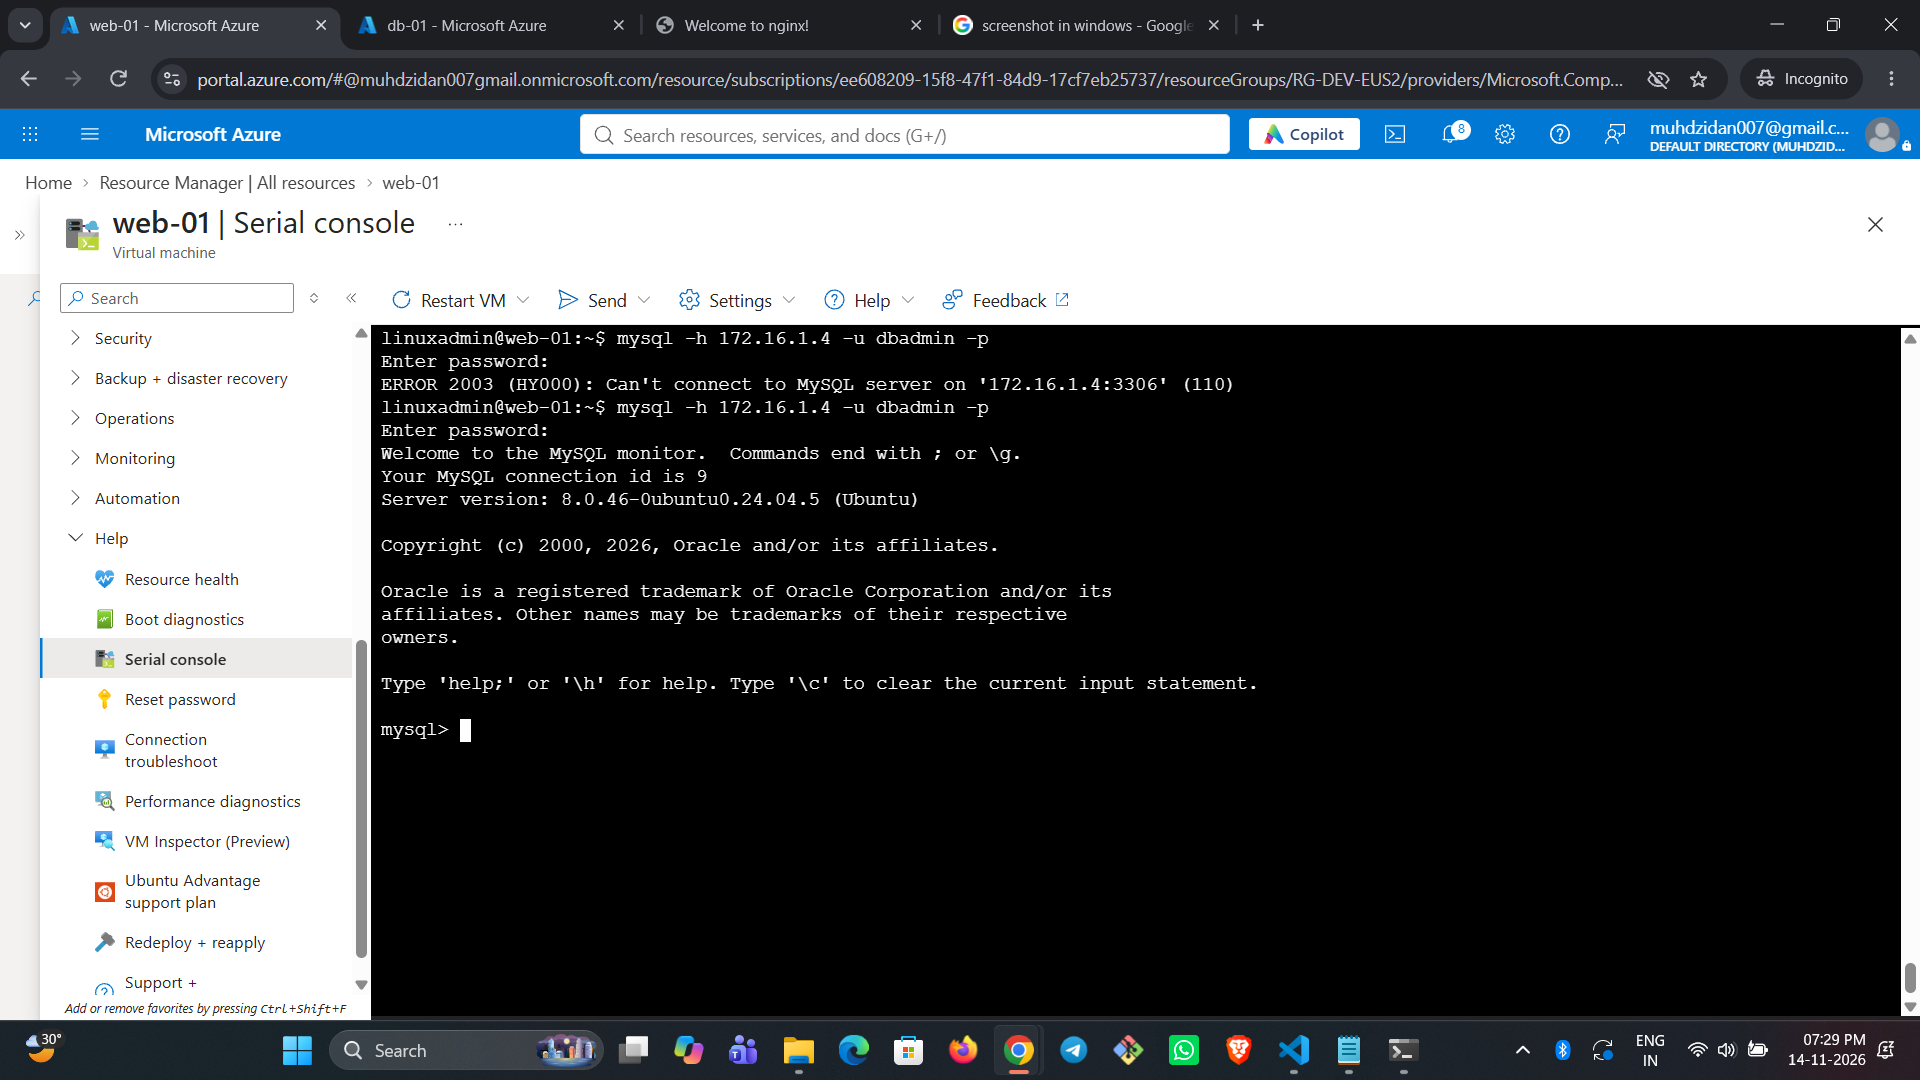 web-01 - Microsoft Azure
db-01 - Microsoft Azure
Welcome to nginx!
screenshot in windows - Google
portal.azure.com/#@muhdzidan007gmail.onmicrosoft.com/resource/subscriptions/ee608209-15f8-47f1-84d9-17cf7eb25737/resourceGroups/RG-DEV-EUS2/providers/Microsoft.Comp...
Incognito
Microsoft Azure
Search resources, services, and docs (G+/)
Copilot
8
muhdzidan007@gmail.c...
DEFAULT DIRECTORY (MUHDZID...
Home > Resource Manager | All resources > web-01
web-01 | Serial console ...
Virtual machine
Search
Restart VM
Send
Settings
Help
Feedback
Security
Backup + disaster recovery
Operations
Monitoring
Automation
Help
Resource health
Boot diagnostics
Serial console
Reset password
Connection
troubleshoot
Performance diagnostics
VM Inspector (Preview)
Ubuntu Advantage
support plan
Redeploy + reapply
Support +
Add or remove favorites by pressing Ctrl+Shift+F
linuxadmin@web-01:~$ mysql -h 172.16.1.4 -u dbadmin -p
Enter password:
ERROR 2003 (HY000): Can't connect to MySQL server on '172.16.1.4:3306' (110)
linuxadmin@web-01:~$ mysql -h 172.16.1.4 -u dbadmin -p
Enter password:
Welcome to the MySQL monitor.  Commands end with ; or \g.
Your MySQL connection id is 9
Server version: 8.0.46-0ubuntu0.24.04.5 (Ubuntu)
Copyright (c) 2000, 2026, Oracle and/or its affiliates.
Oracle is a registered trademark of Oracle Corporation and/or its
affiliates. Other names may be trademarks of their respective
owners.
Type 'help;' or '\h' for help. Type '\c' to clear the current input statement.
mysql>
30°
Search
ENG
IN
07:29 PM
14-11-2026